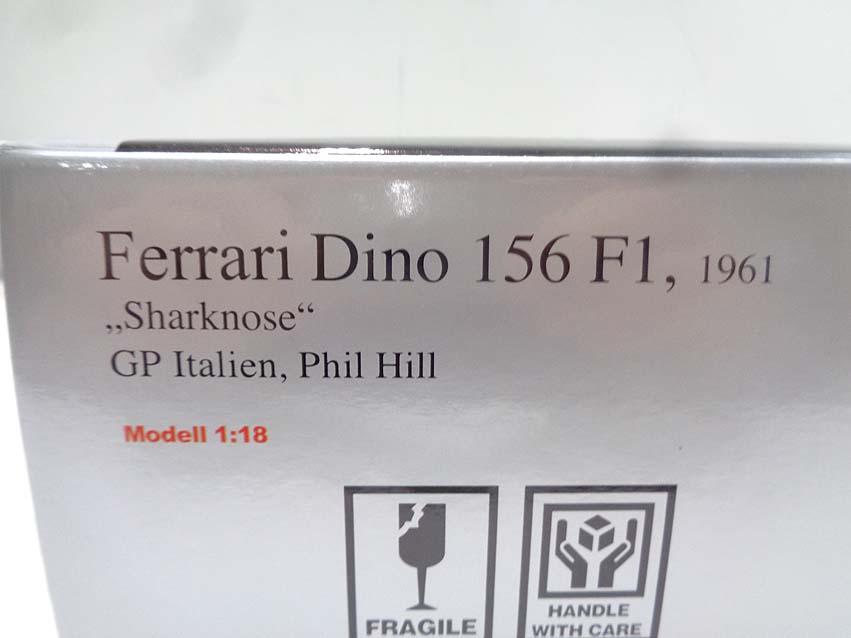 Ferrari Dino 156 F1, 1961
„Sharknose“
GP Italien, Phil Hill
Modell 1:18
FRAGILE
HANDLE
WITH CARE